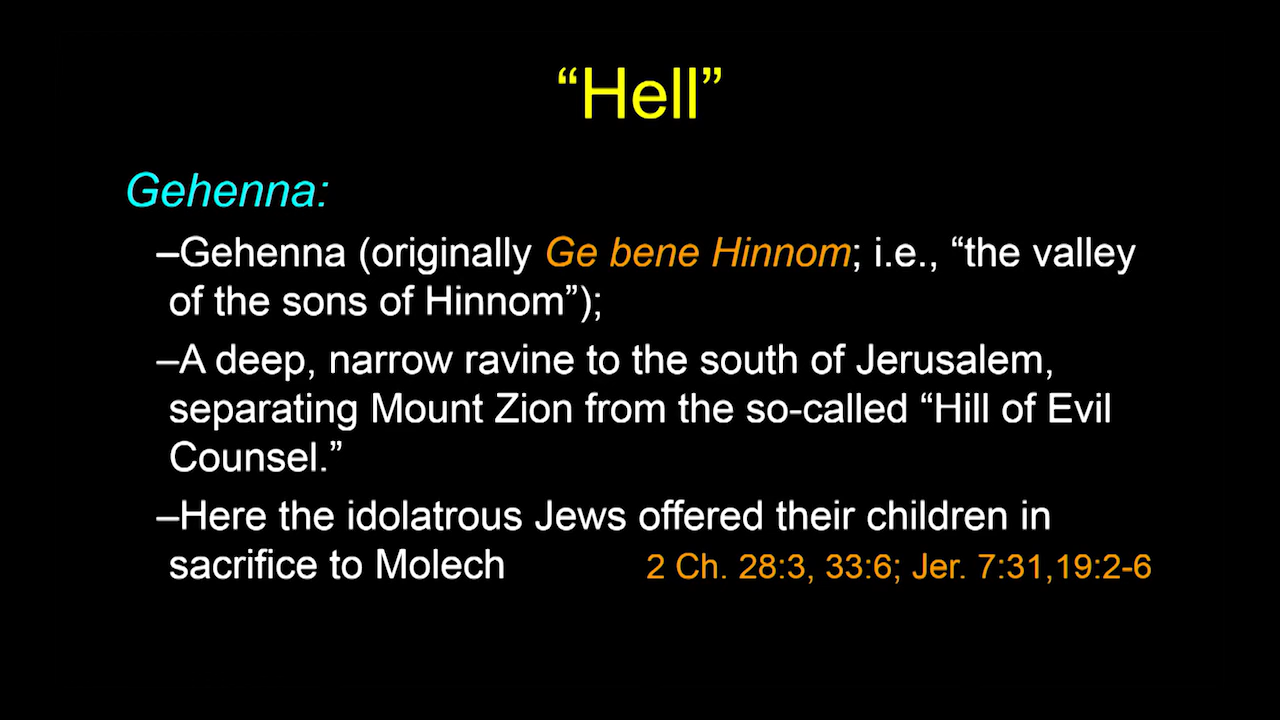 “Hell”
Gehenna:
–Gehenna (originally Ge bene Hinnom; i.e., “the valley
of the sons of Hinnom”);
–A deep, narrow ravine to the south of Jerusalem,
separating Mount Zion from the so-called “Hill of Evil
Counsel.”
–Here the idolatrous Jews offered their children in
sacrifice to Molech 2 Ch. 28:3, 33:6; Jer. 7:31,19:2-6